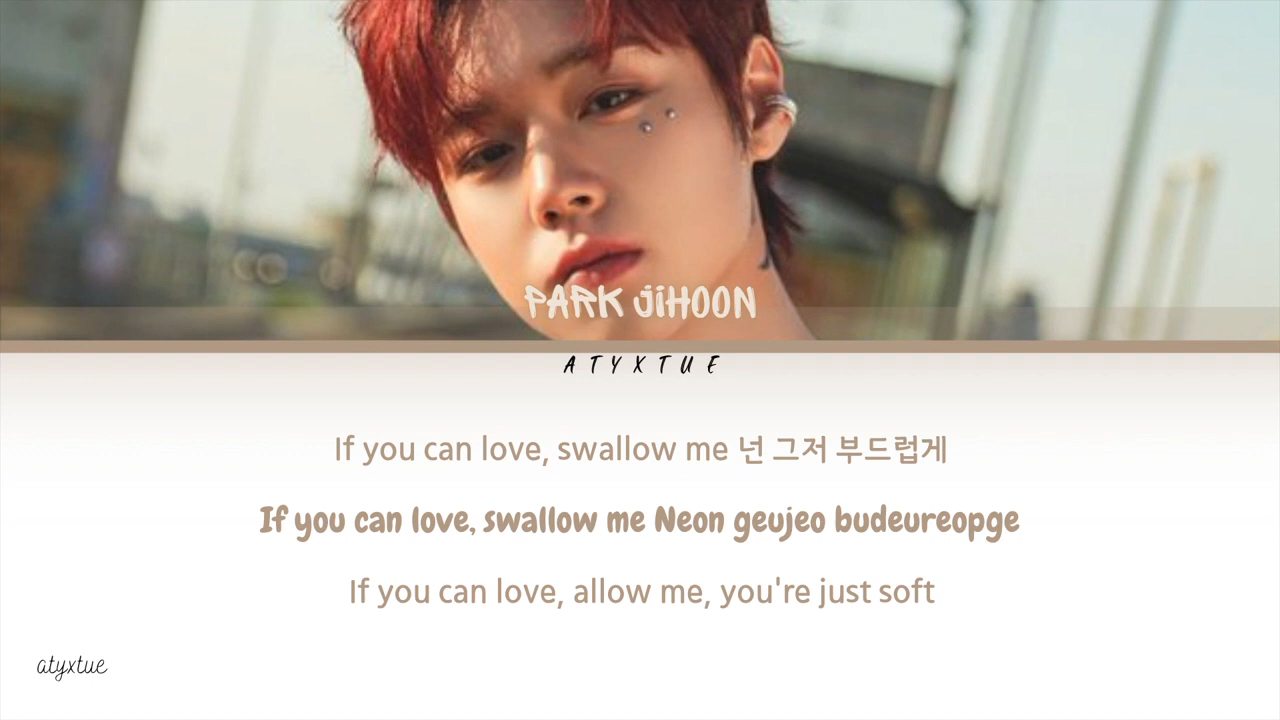 PARK JiHOON
ATYXTUE
If you can love, swallow me 넌 그저 부드럽게
If you can love, swallow me Neon geujeo budeureopge
If you can love, allow me, you're just soft
atyxtue